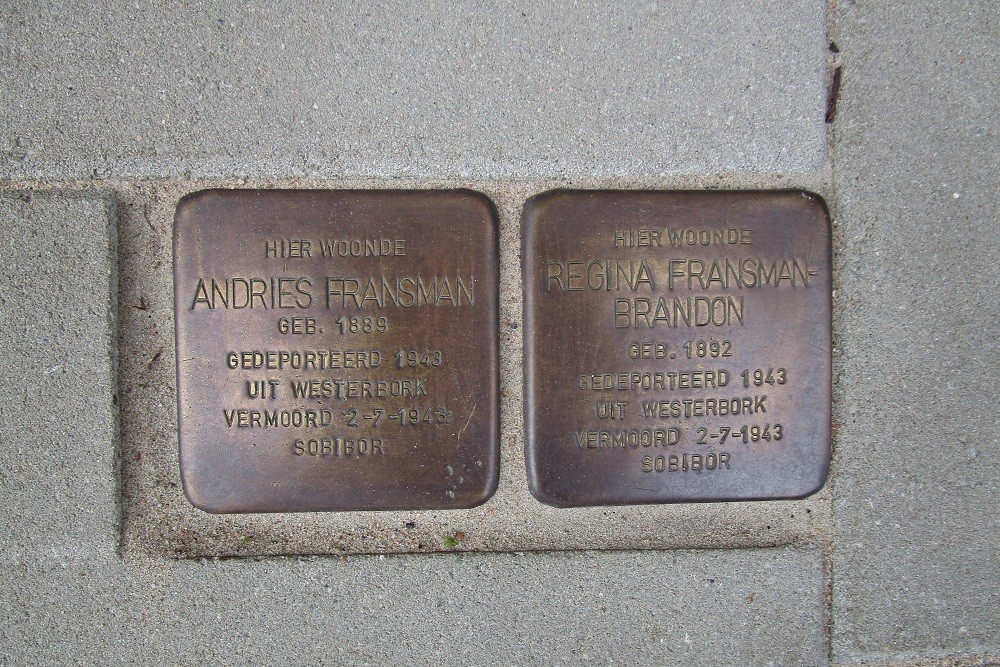 HIER WOONDE
ANDRIES FRANSMAN
GEB. 1889
GEDEPORTEERD 1943
UIT WESTERBORK
VERMOORD 2-7-1943
SOBIBOR
HIER WOONDE
REGINA FRANSMAN-
BRANDON
GEB. 1892
GEDEPORTEERD 1943
UIT WESTERBORK
VERMOORD 2-7-1943
SOBIBOR